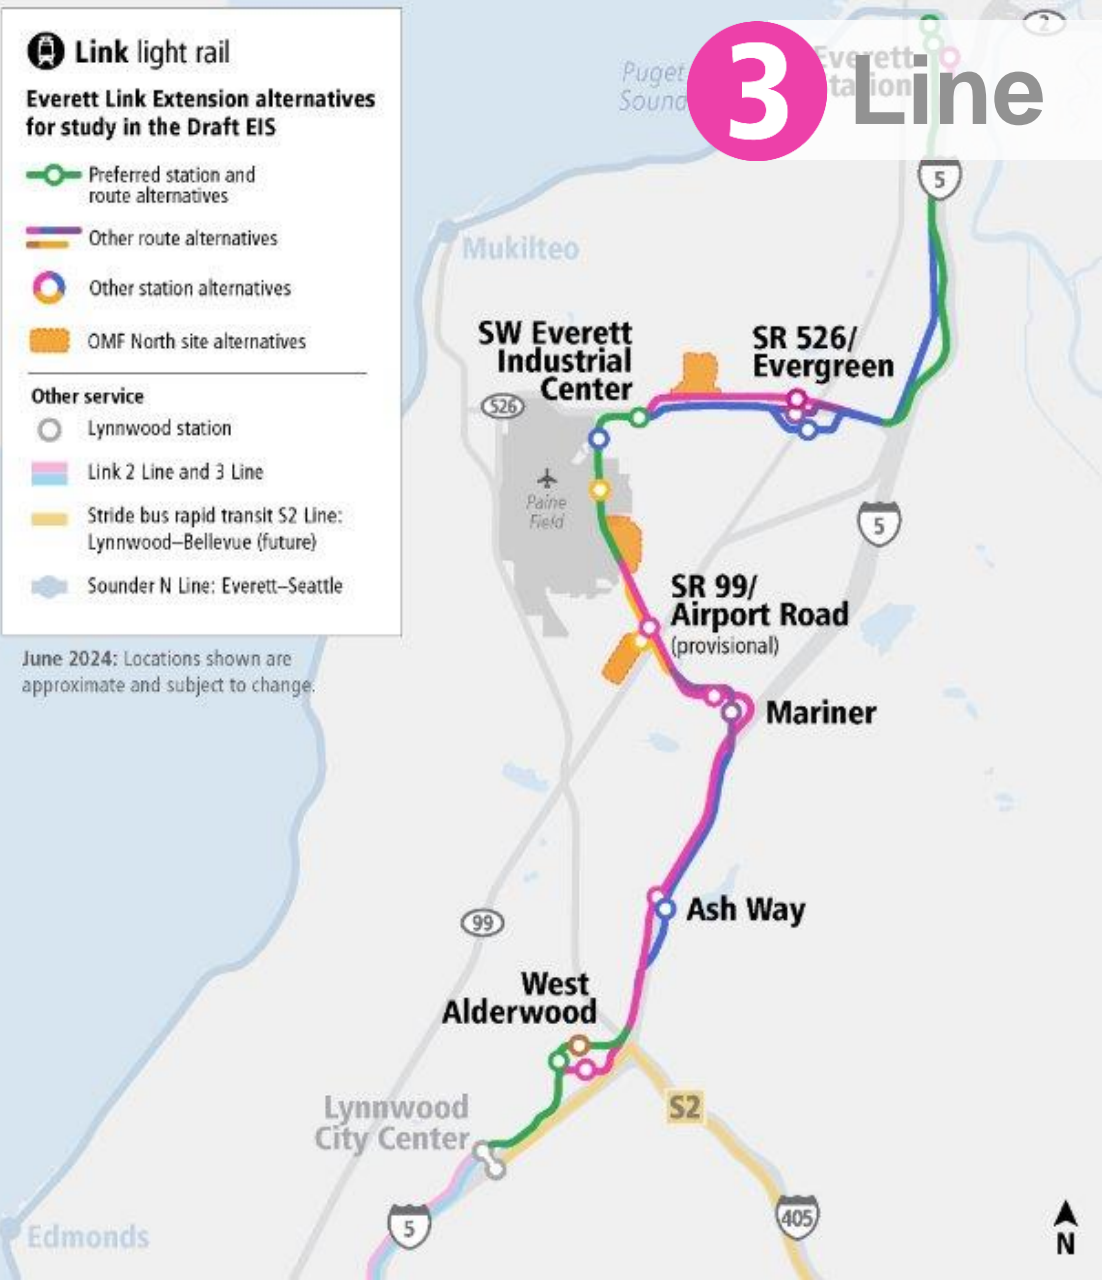 Link light rail
Everett Link Extension alternatives
for study in the Draft EIS
Preferred station and
route alternatives
Other route alternatives
Other station alternatives
OMF North site alternatives
Other service
Lynnwood station
Link 2 Line and 3 Line
Stride bus rapid transit S2 Line:
Lynnwood–Bellevue (future)
Sounder N Line: Everett–Seattle
June 2024: Locations shown are
approximate and subject to change.
3 Line
2
Puget
Sound
Everett
Station
5
Mukilteo
SW Everett
Industrial
Center
SR 526/
Evergreen
526
Paine
Field
5
SR 99/
Airport Road
(provisional)
Mariner
99
Ash Way
West
Alderwood
Lynnwood
City Center
S2
5
405
Edmonds
N